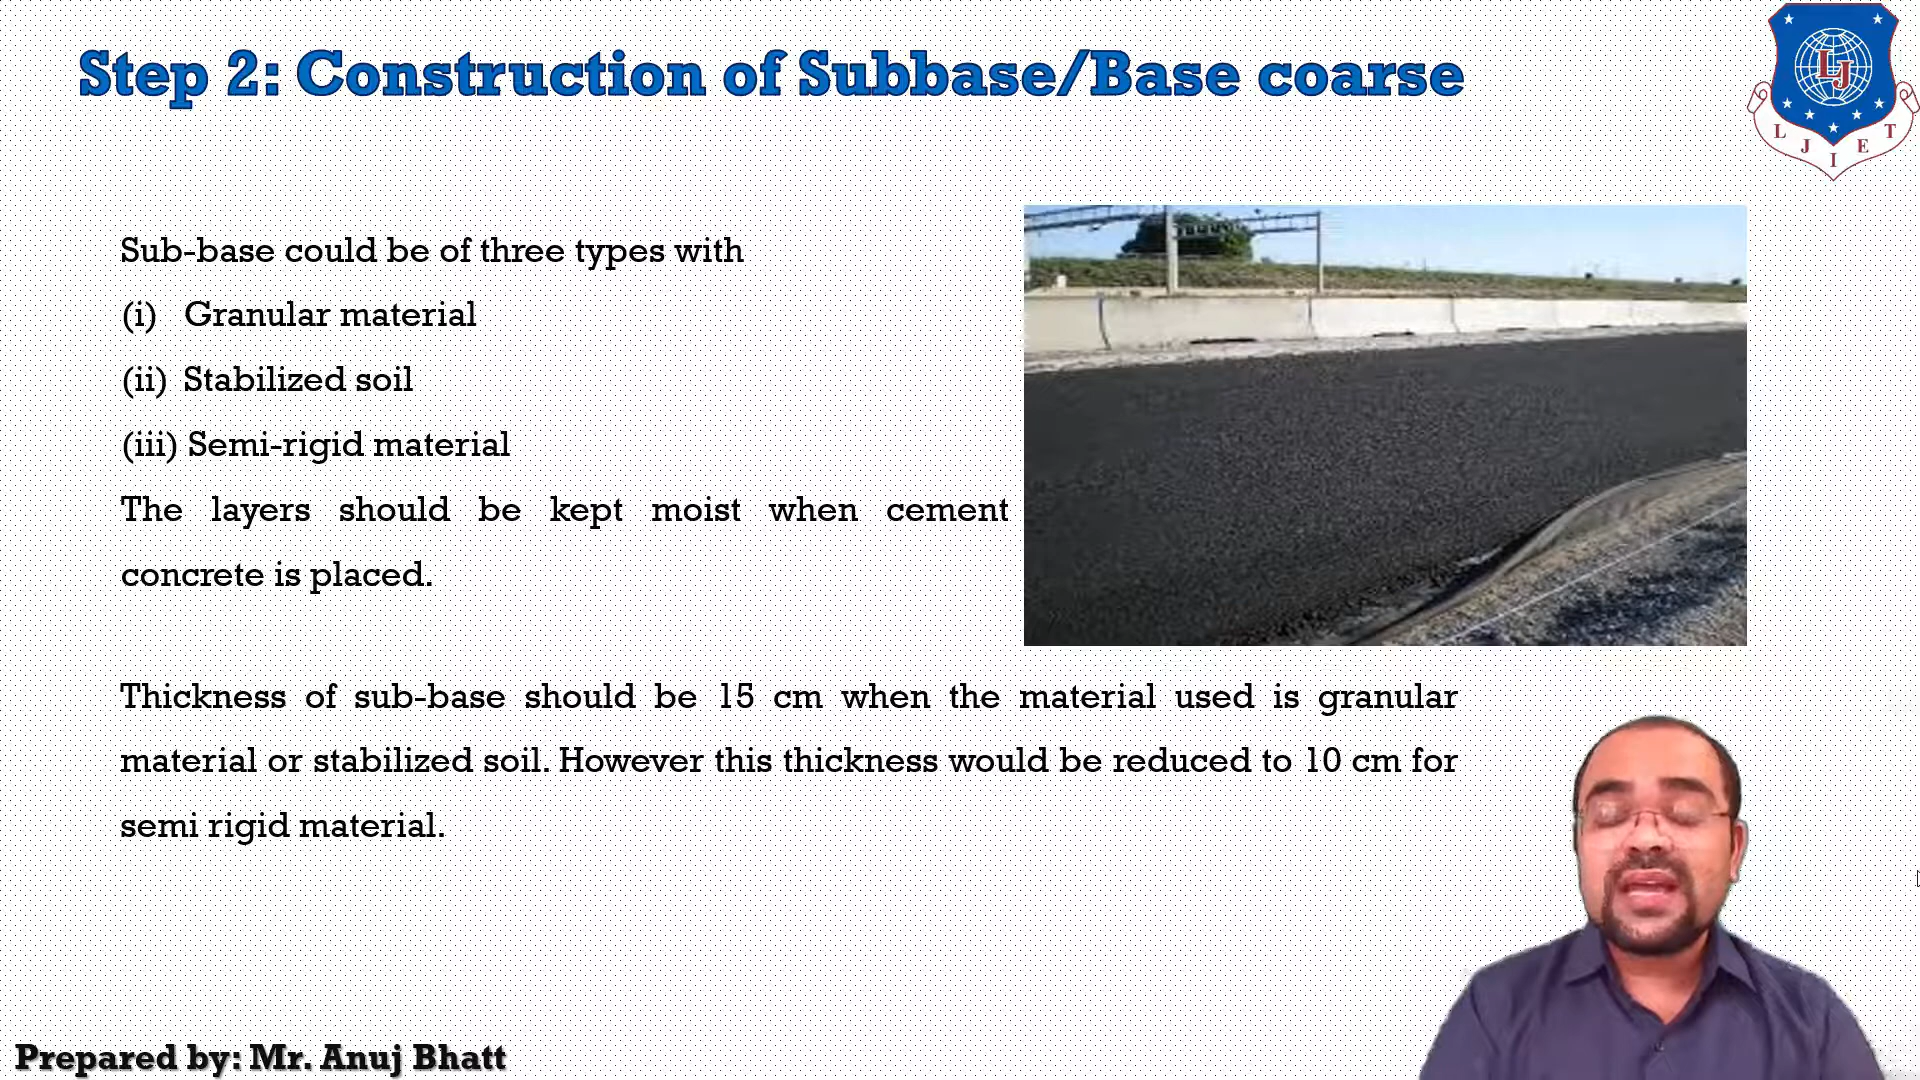 Step 2: Construction of Subbase/Base coarse
LJ
L J I E T
Sub-base could be of three types with
(i) Granular material
(ii) Stabilized soil
(iii) Semi-rigid material
The layers should be kept moist when cement
concrete is placed.
Thickness of sub-base should be 15 cm when the material used is granular
material or stabilized soil. However this thickness would be reduced to 10 cm for
semi rigid material.
Prepared by: Mr. Anuj Bhatt